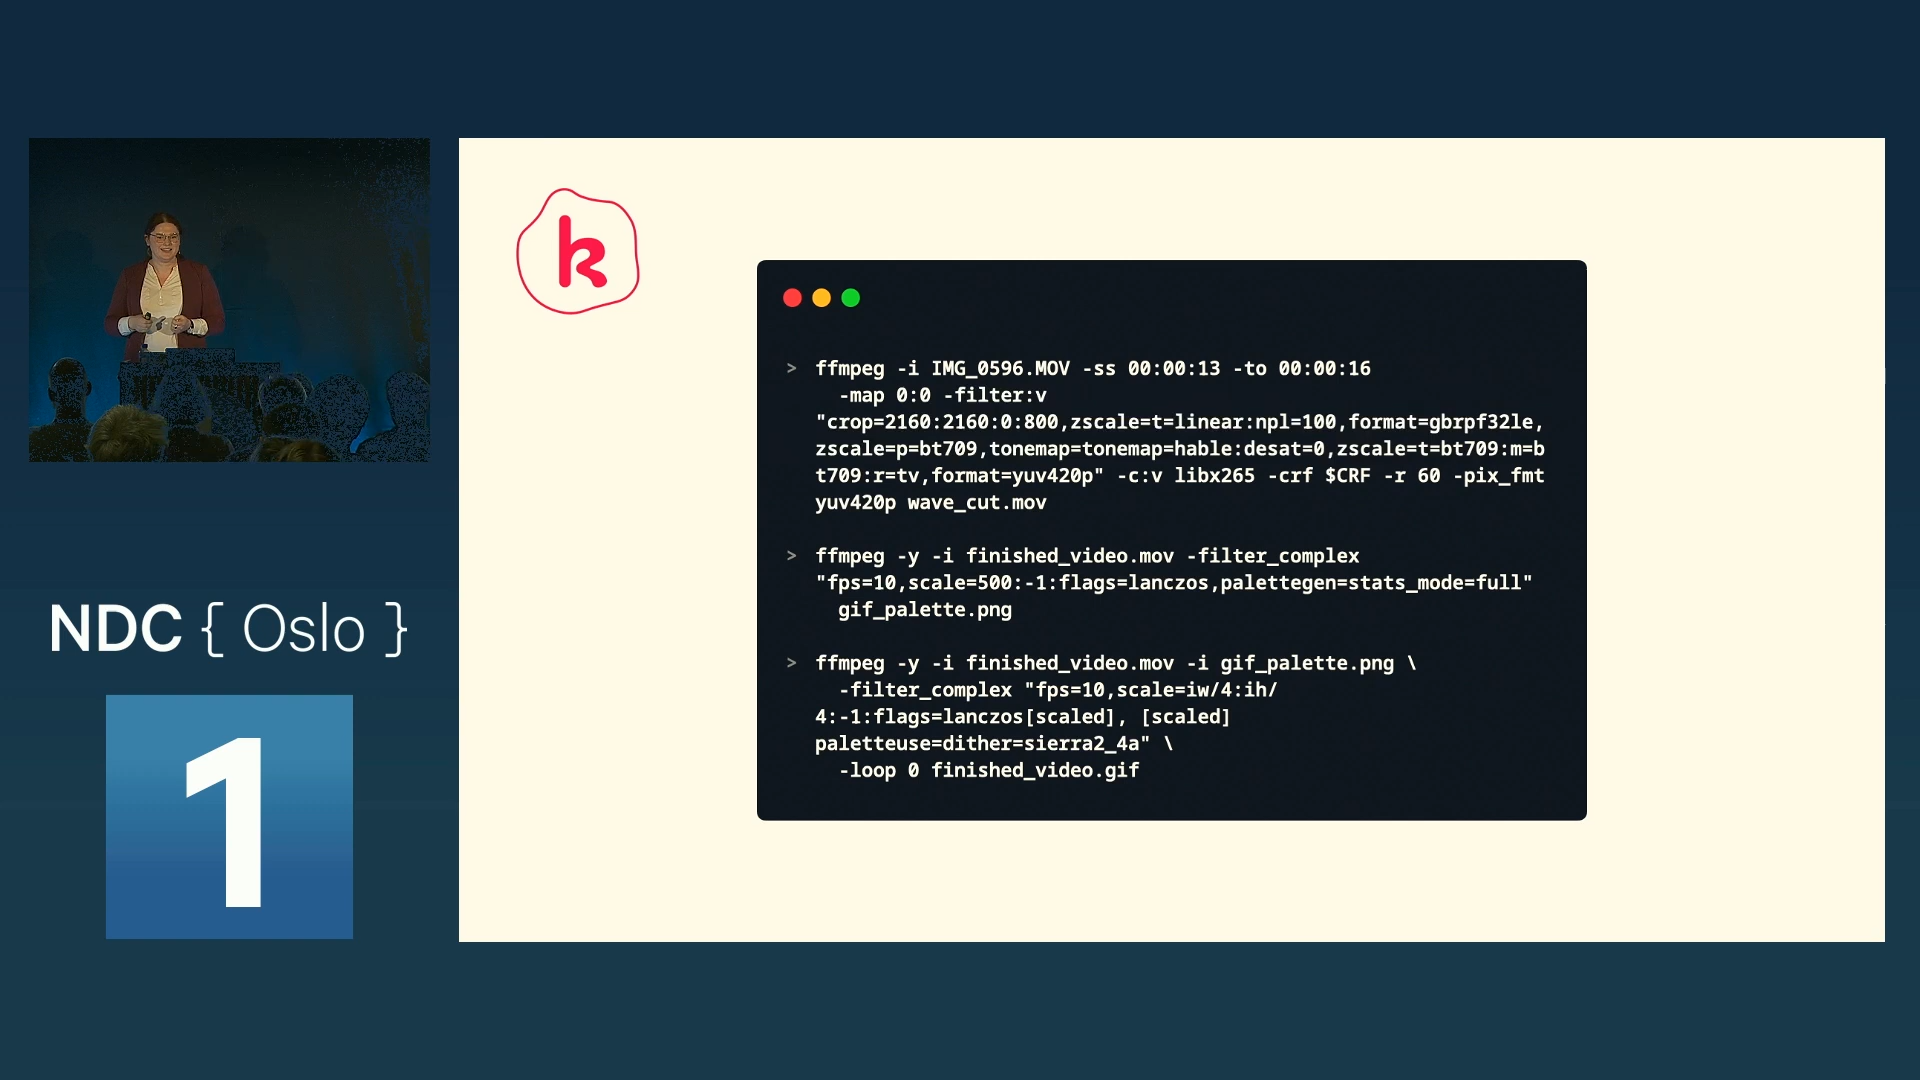 k
> ffmpeg -i IMG_0596.MOV -ss 00:00:13 -to 00:00:16
-map 0:0 -filter:v
"crop=2160:2160:0:800,zscale=t=linear:npl=100,format=gbrpf32le,
zscale=p=bt709,tonemap=tonemap=hable:desat=0,zscale=t=bt709:m=b
t709:r=tv,format=yuv420p" -c:v libx265 -crf $CRF -r 60 -pix_fmt
yuv420p wave_cut.mov
> ffmpeg -y -i finished_video.mov -filter_complex
"fps=10,scale=500:-1:flags=lanczos,palettegen=stats_mode=full"
gif_palette.png
> ffmpeg -y -i finished_video.mov -i gif_palette.png \
-filter_complex "fps=10,scale=iw/4:ih/
4:-1:flags=lanczos[scaled], [scaled]
paletteuse=dither=sierra2_4a" \
-loop 0 finished_video.gif
NDC { Oslo }
1